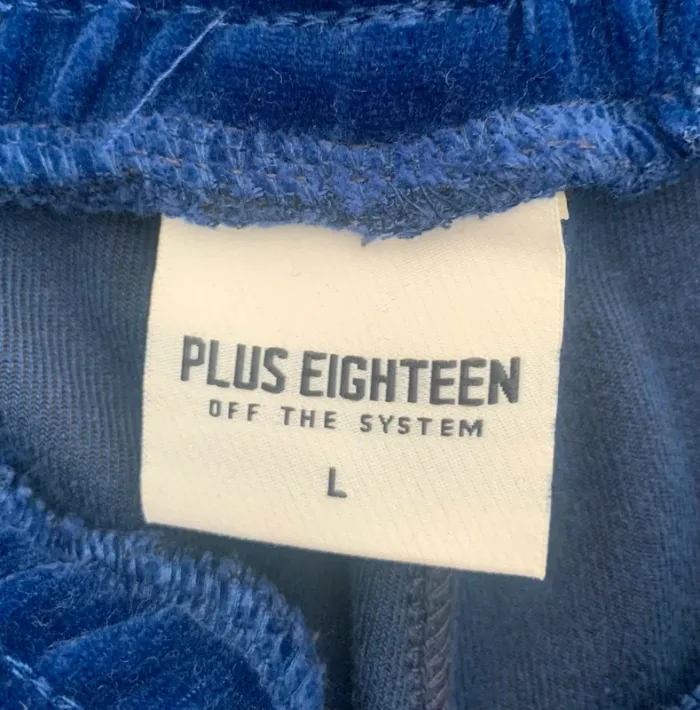 PLUS EIGHTEEN
OFF THE SYSTEM
L